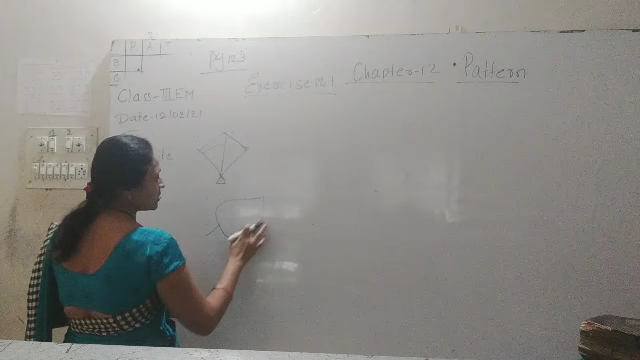 P A T
B
G
Pg 123
Exercise 12.1 Chapter-12 • Pattern
Class-III EM
Date-12/02/21